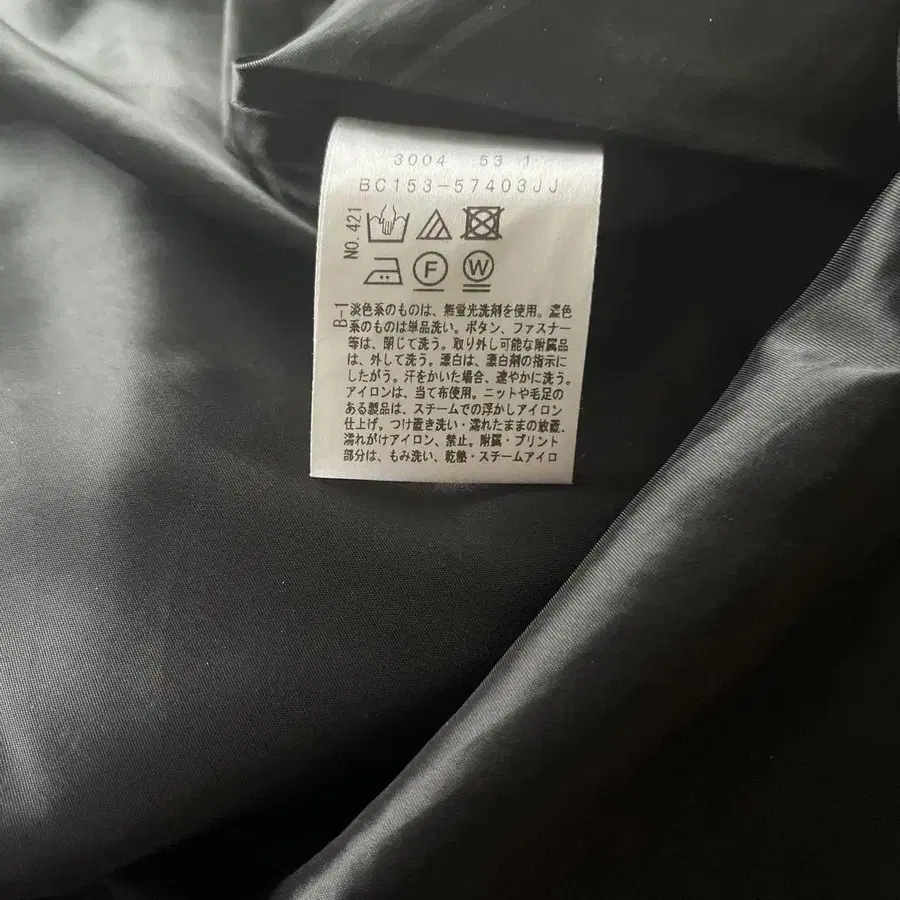 3004 53 1
BC153-57403JJ
NO.421
F
W
B-1
淡色系のものは、無蛍光洗剤を使用。濃色
系のものは単品洗い。ボタン、ファスナー
等は、閉じて洗う。取り外し可能な附属品
は、外して洗う。漂白は、漂白剤の指示に
したがう。汗をかいた場合、速やかに洗う。
アイロンは、当て布使用。ニットや毛足の
ある製品は、スチームでの浮かしアイロン
仕上げ。つけ置き洗い・濡れたままの放置、
濡れがけアイロン、禁止。附属・プリント
部分は、もみ洗い、乾熱・スチームアイロ